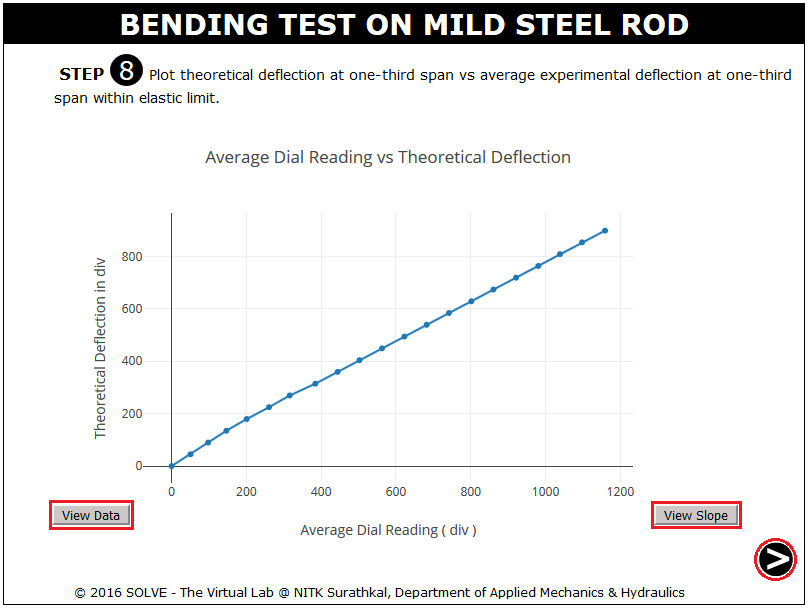 BENDING TEST ON MILD STEEL ROD
STEP 8 Plot theoretical deflection at one-third span vs average experimental deflection at one-third
span within elastic limit.
Average Dial Reading vs Theoretical Deflection
Theoretical Deflection in div
800
600
400
200
0
0 200 400 600 800 1000 1200
View Data
View Slope
Average Dial Reading ( div )
>
© 2016 SOLVE - The Virtual Lab @ NITK Surathkal, Department of Applied Mechanics & Hydraulics